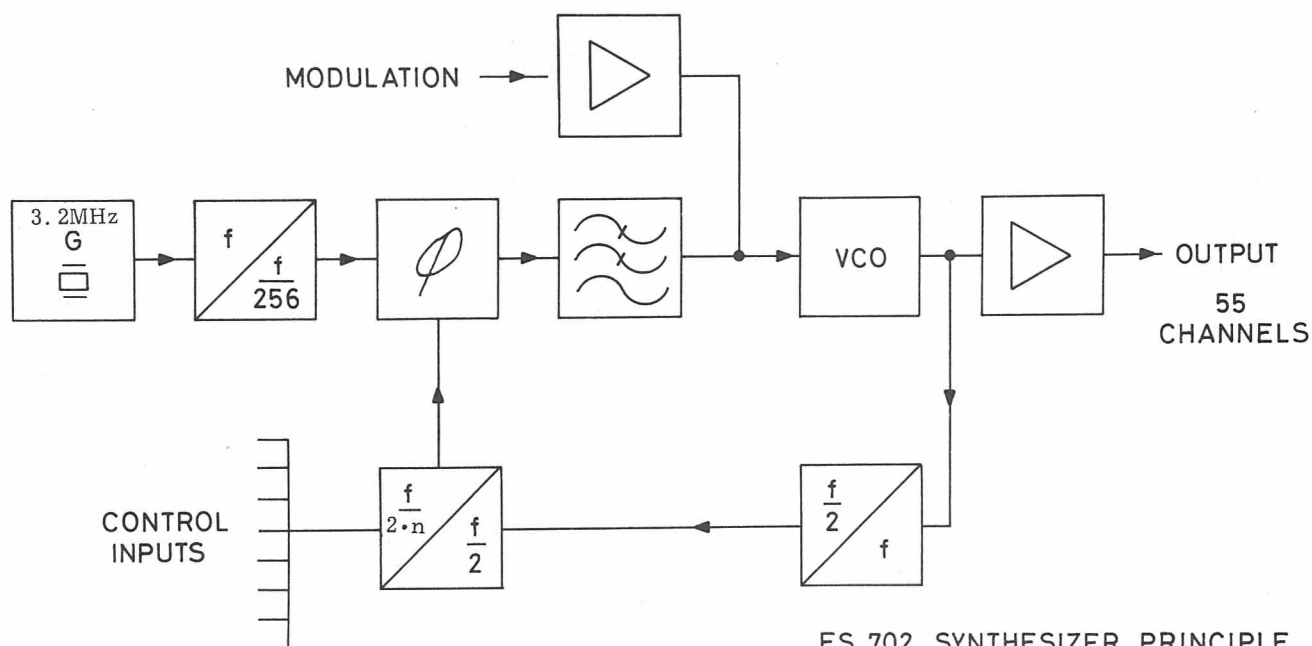 MODULATION
3.2MHz
G
f
f
256
VCO
OUTPUT
55
CHANNELS
CONTROL
INPUTS
f
2•n
f
2
f
2
f
ES 702 SYNTHESIZER PRINCIPLE